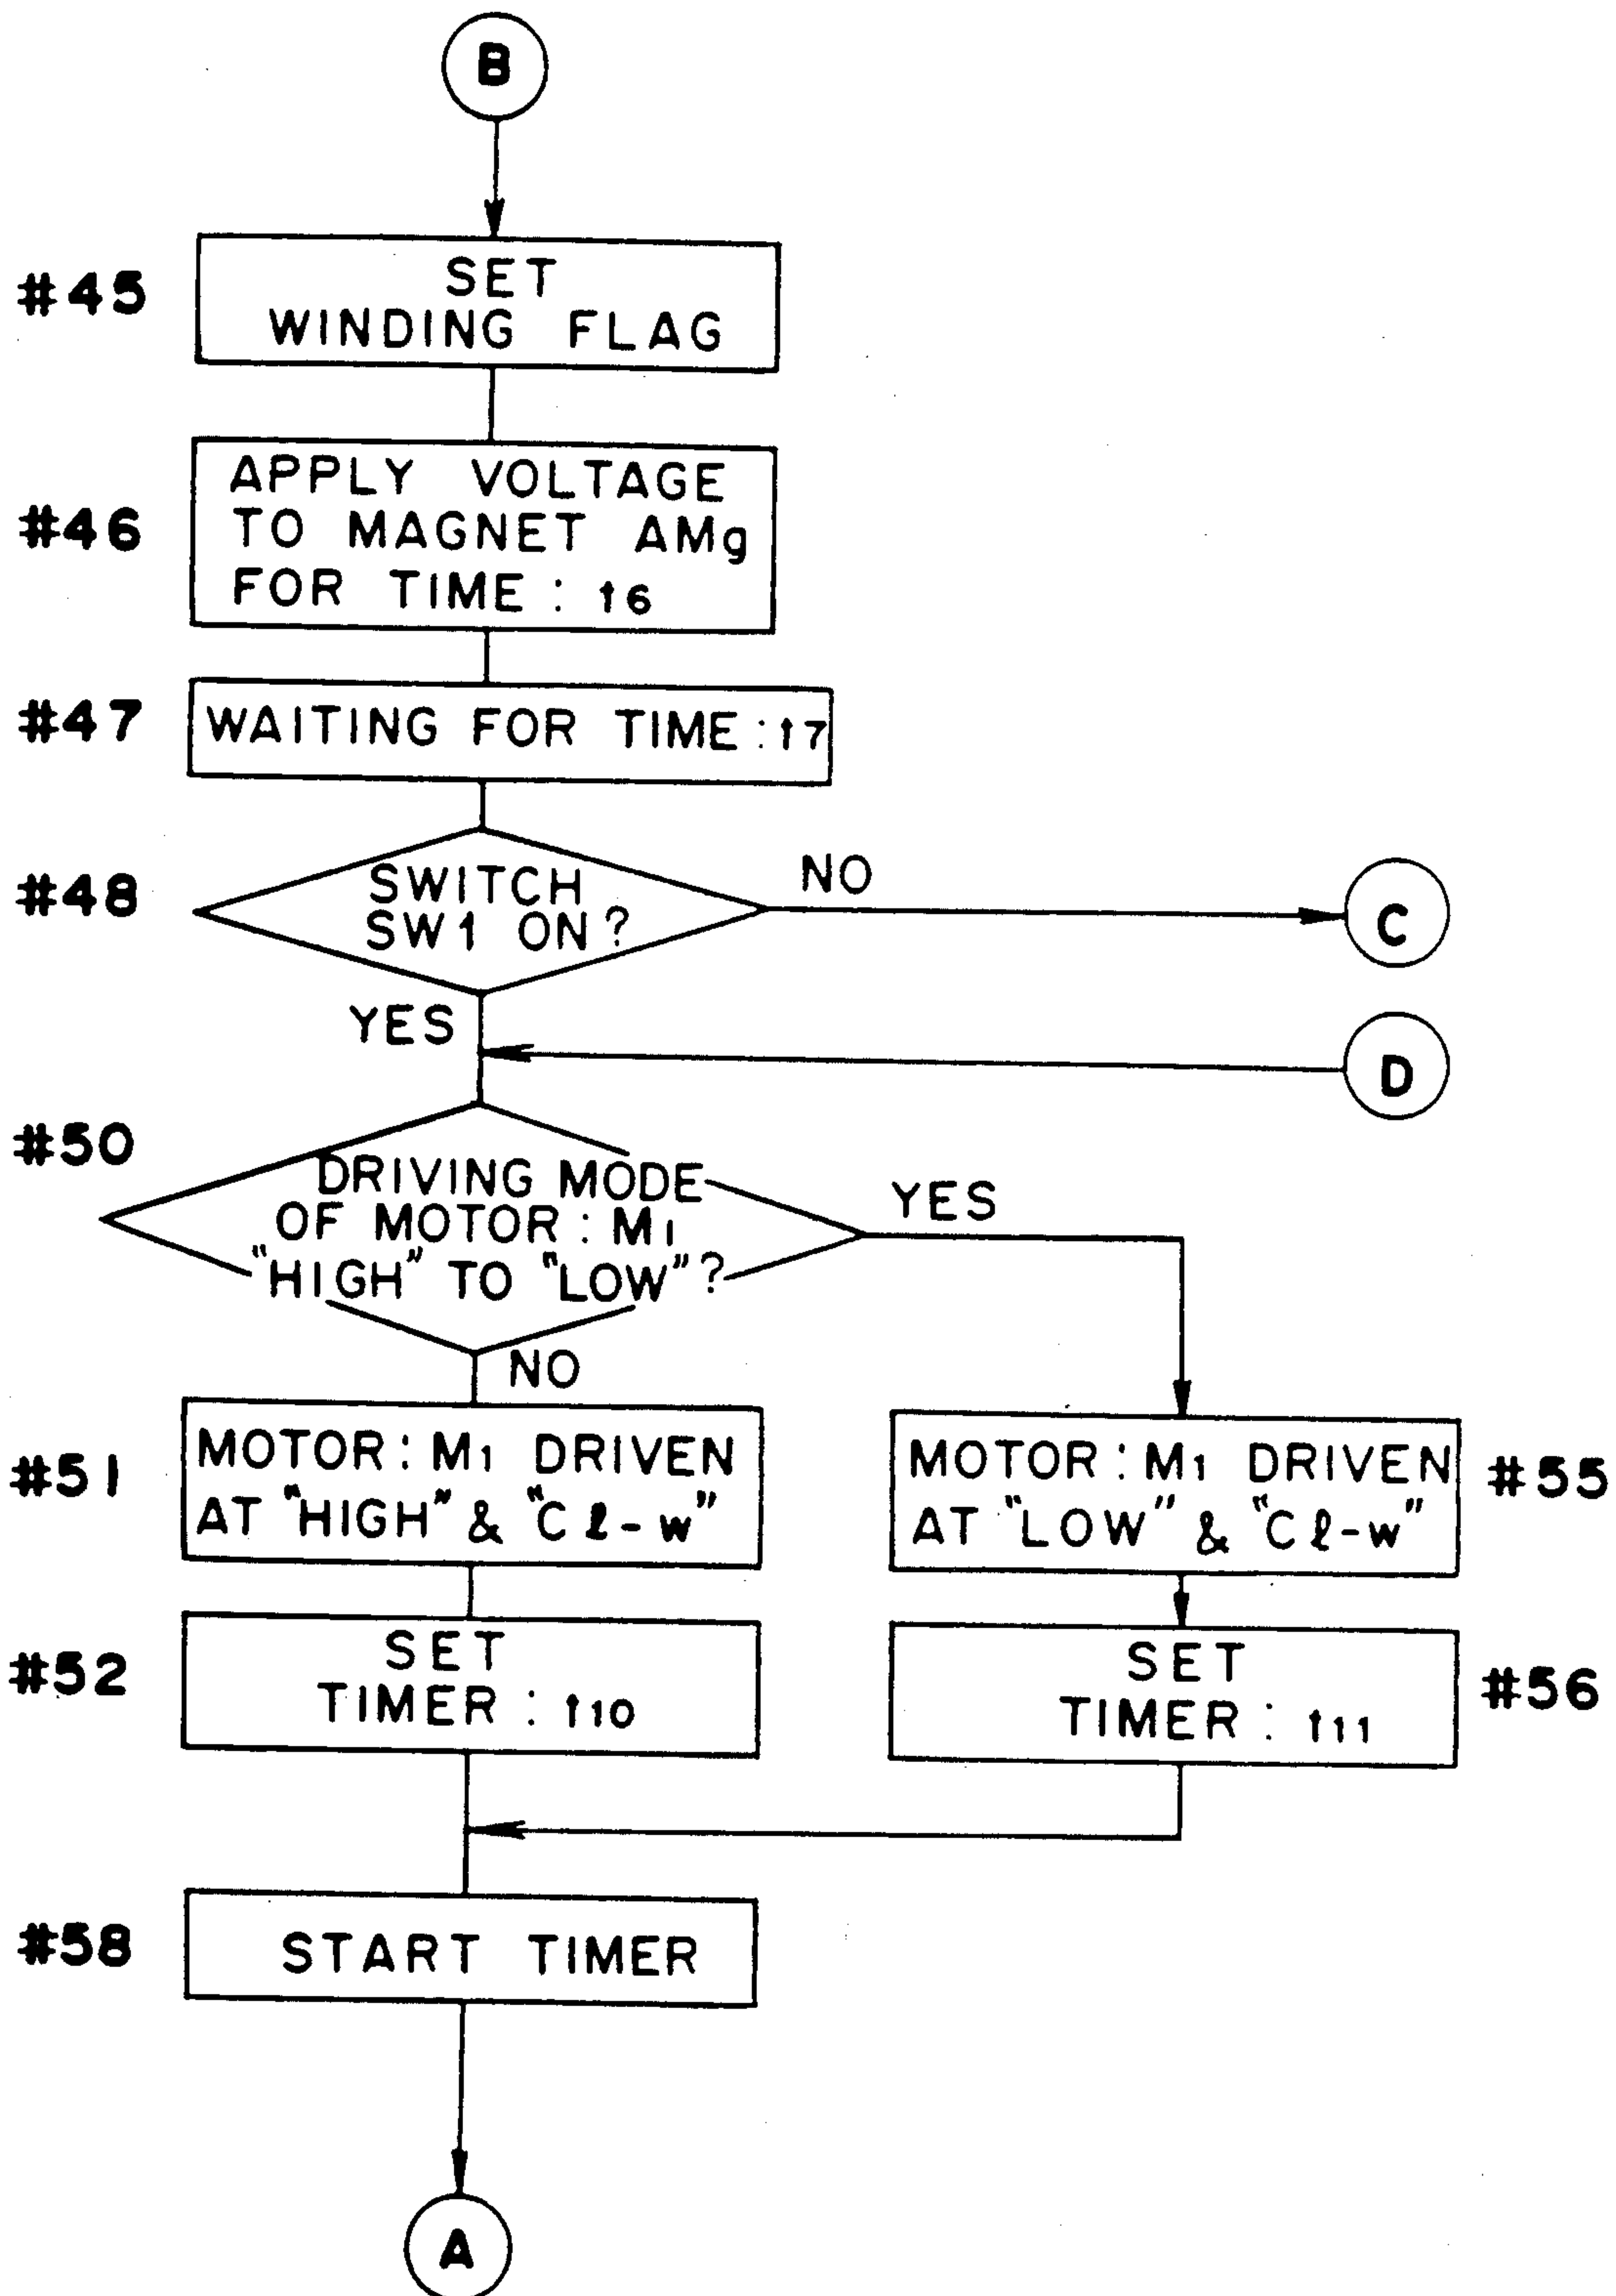 B
#45
SET
WINDING FLAG
#46
APPLY VOLTAGE
TO MAGNET AMg
FOR TIME : t6
#47
WAITING FOR TIME : t7
#48
SWITCH
SW1 ON?
NO
C
YES
D
#50
DRIVING MODE
OF MOTOR : M1
"HIGH" TO "LOW"?
YES
NO
#51
MOTOR : M1 DRIVEN
AT "HIGH" & "Cl-w"
MOTOR : M1 DRIVEN
AT "LOW" & "Cl-w"
#55
#52
SET
TIMER : t10
SET
TIMER : t11
#56
#58
START TIMER
A